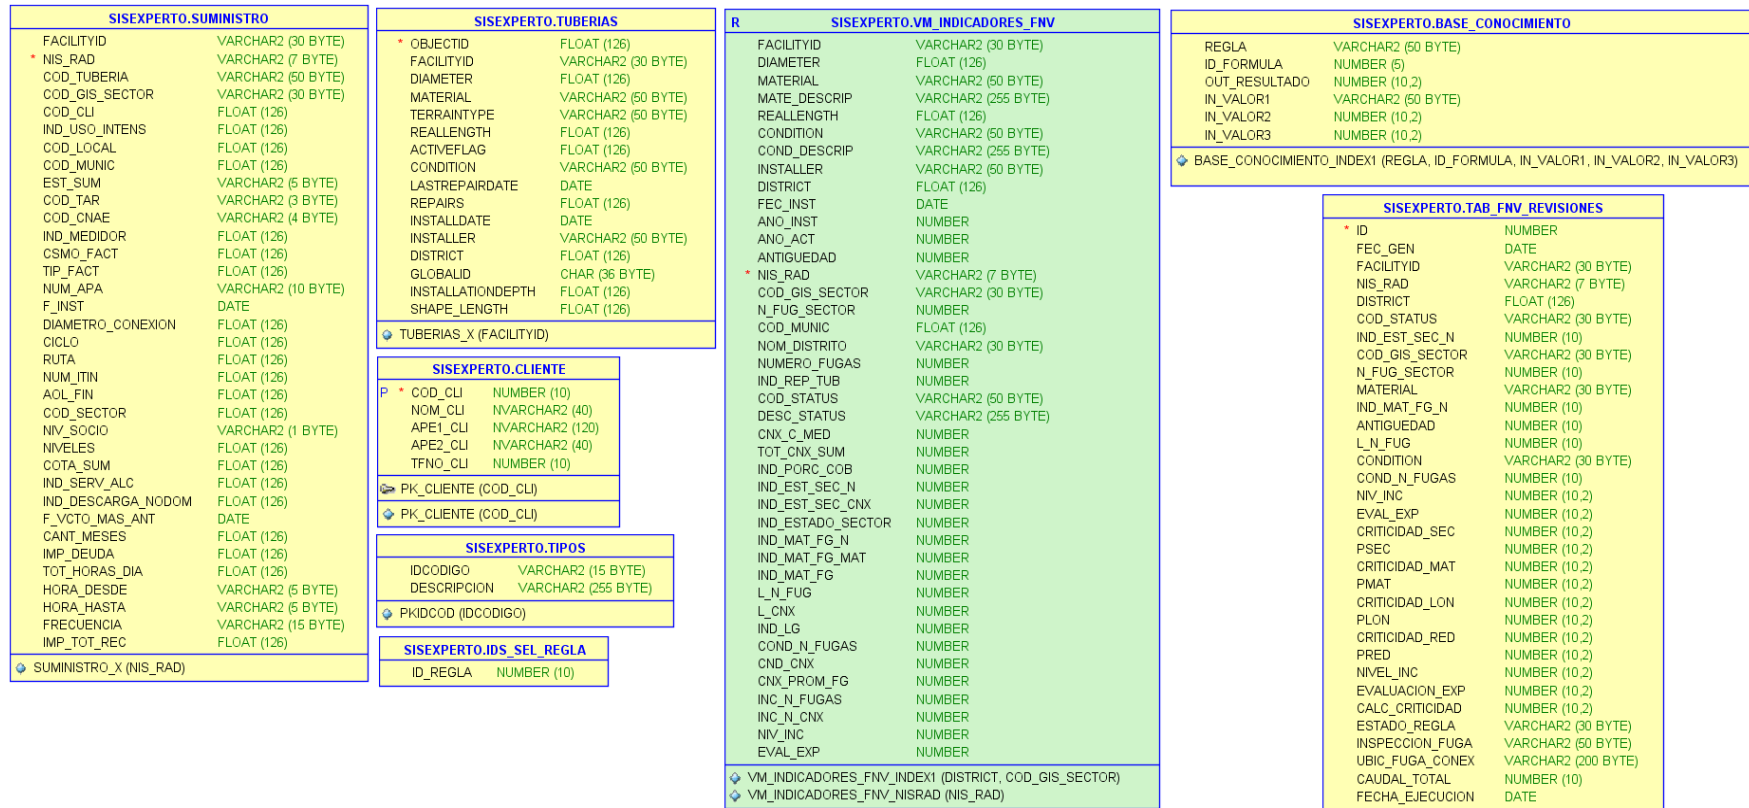 SISEXPERTO.SUMINISTRO
FACILITYID VARCHAR2 (30 BYTE)
* NIS_RAD VARCHAR2 (7 BYTE)
COD_TUBERIA VARCHAR2 (50 BYTE)
COD_GIS_SECTOR VARCHAR2 (30 BYTE)
COD_CLI FLOAT (126)
IND_USO_INTENS FLOAT (126)
COD_LOCAL FLOAT (126)
COD_MUNIC FLOAT (126)
EST_SUM VARCHAR2 (5 BYTE)
COD_TAR VARCHAR2 (3 BYTE)
COD_CNAE VARCHAR2 (4 BYTE)
IND_MEDIDOR FLOAT (126)
CSMO_FACT FLOAT (126)
TIP_FACT FLOAT (126)
NUM_APA VARCHAR2 (10 BYTE)
F_INST DATE
DIAMETRO_CONEXION FLOAT (126)
CICLO FLOAT (126)
RUTA FLOAT (126)
NUM_ITIN FLOAT (126)
AOL_FIN FLOAT (126)
COD_SECTOR FLOAT (126)
NIV_SOCIO VARCHAR2 (1 BYTE)
NIVELES FLOAT (126)
COTA_SUM FLOAT (126)
IND_SERV_ALC FLOAT (126)
IND_DESCARGA_NODOM FLOAT (126)
F_VCTO_MAS_ANT DATE
CANT_MESES FLOAT (126)
IMP_DEUDA FLOAT (126)
TOT_HORAS_DIA FLOAT (126)
HORA_DESDE VARCHAR2 (5 BYTE)
HORA_HASTA VARCHAR2 (5 BYTE)
FRECUENCIA VARCHAR2 (15 BYTE)
IMP_TOT_REC FLOAT (126)
SUMINISTRO_X (NIS_RAD)
SISEXPERTO.TUBERIAS
* OBJECTID FLOAT (126)
FACILITYID VARCHAR2 (30 BYTE)
DIAMETER FLOAT (126)
MATERIAL VARCHAR2 (50 BYTE)
TERRAINTYPE VARCHAR2 (50 BYTE)
REALLENGTH FLOAT (126)
ACTIVEFLAG FLOAT (126)
CONDITION VARCHAR2 (50 BYTE)
LASTREPAIRDATE DATE
REPAIRS FLOAT (126)
INSTALLDATE DATE
INSTALLER VARCHAR2 (50 BYTE)
DISTRICT FLOAT (126)
GLOBALID CHAR (36 BYTE)
INSTALLATIONDEPTH FLOAT (126)
SHAPE_LENGTH FLOAT (126)
TUBERIAS_X (FACILITYID)
SISEXPERTO.CLIENTE
P * COD_CLI NUMBER (10)
NOM_CLI NVARCHAR2 (40)
APE1_CLI NVARCHAR2 (120)
APE2_CLI NVARCHAR2 (40)
TFNO_CLI NUMBER (10)
PK_CLIENTE (COD_CLI)
PK_CLIENTE (COD_CLI)
SISEXPERTO.TIPOS
IDCODIGO VARCHAR2 (15 BYTE)
DESCRIPCION VARCHAR2 (255 BYTE)
PKIDCOD (IDCODIGO)
SISEXPERTO.IDS_SEL_REGLA
ID_REGLA NUMBER (10)
R SISEXPERTO.VM_INDICADORES_FNV
FACILITYID VARCHAR2 (30 BYTE)
DIAMETER FLOAT (126)
MATERIAL VARCHAR2 (50 BYTE)
MATE_DESCRIP VARCHAR2 (255 BYTE)
REALLENGTH FLOAT (126)
CONDITION VARCHAR2 (50 BYTE)
COND_DESCRIP VARCHAR2 (255 BYTE)
INSTALLER VARCHAR2 (50 BYTE)
DISTRICT FLOAT (126)
FEC_INST DATE
ANO_INST NUMBER
ANO_ACT NUMBER
ANTIGUEDAD NUMBER
* NIS_RAD VARCHAR2 (7 BYTE)
COD_GIS_SECTOR VARCHAR2 (30 BYTE)
N_FUG_SECTOR NUMBER
COD_MUNIC FLOAT (126)
NOM_DISTRITO VARCHAR2 (30 BYTE)
NUMERO_FUGAS NUMBER
IND_REP_TUB NUMBER
COD_STATUS VARCHAR2 (50 BYTE)
DESC_STATUS VARCHAR2 (255 BYTE)
CNX_C_MED NUMBER
TOT_CNX_SUM NUMBER
IND_PORC_COB NUMBER
IND_EST_SEC_N NUMBER
IND_EST_SEC_CNX NUMBER
IND_ESTADO_SECTOR NUMBER
IND_MAT_FG_N NUMBER
IND_MAT_FG_MAT NUMBER
IND_MAT_FG NUMBER
L_N_FUG NUMBER
L_CNX NUMBER
IND_LG NUMBER
COND_N_FUGAS NUMBER
CND_CNX NUMBER
CNX_PROM_FG NUMBER
INC_N_FUGAS NUMBER
INC_N_CNX NUMBER
NIV_INC NUMBER
EVAL_EXP NUMBER
VM_INDICADORES_FNV_INDEX1 (DISTRICT, COD_GIS_SECTOR)
VM_INDICADORES_FNV_NISRAD (NIS_RAD)
SISEXPERTO.BASE_CONOCIMIENTO
REGLA VARCHAR2 (50 BYTE)
ID_FORMULA NUMBER (5)
OUT_RESULTADO NUMBER (10,2)
IN_VALOR1 VARCHAR2 (50 BYTE)
IN_VALOR2 NUMBER (10,2)
IN_VALOR3 NUMBER (10,2)
BASE_CONOCIMIENTO_INDEX1 (REGLA, ID_FORMULA, IN_VALOR1, IN_VALOR2, IN_VALOR3)
SISEXPERTO.TAB_FNV_REVISIONES
* ID NUMBER
FEC_GEN DATE
FACILITYID VARCHAR2 (30 BYTE)
NIS_RAD VARCHAR2 (7 BYTE)
DISTRICT FLOAT (126)
COD_STATUS VARCHAR2 (30 BYTE)
IND_EST_SEC_N NUMBER (10)
COD_GIS_SECTOR VARCHAR2 (30 BYTE)
N_FUG_SECTOR NUMBER (10)
MATERIAL VARCHAR2 (30 BYTE)
IND_MAT_FG_N NUMBER (10)
ANTIGUEDAD NUMBER (10)
L_N_FUG NUMBER (10)
CONDITION VARCHAR2 (30 BYTE)
COND_N_FUGAS NUMBER (10)
NIV_INC NUMBER (10,2)
EVAL_EXP NUMBER (10,2)
CRITICIDAD_SEC NUMBER (10,2)
PSEC NUMBER (10,2)
CRITICIDAD_MAT NUMBER (10,2)
PMAT NUMBER (10,2)
CRITICIDAD_LON NUMBER (10,2)
PLON NUMBER (10,2)
CRITICIDAD_RED NUMBER (10,2)
PRED NUMBER (10,2)
NIVEL_INC NUMBER (10,2)
EVALUACION_EXP NUMBER (10,2)
CALC_CRITICIDAD NUMBER (10,2)
ESTADO_REGLA VARCHAR2 (30 BYTE)
INSPECCION_FUGA VARCHAR2 (50 BYTE)
UBIC_FUGA_CONEX VARCHAR2 (200 BYTE)
CAUDAL_TOTAL NUMBER (10)
FECHA_EJECUCION DATE